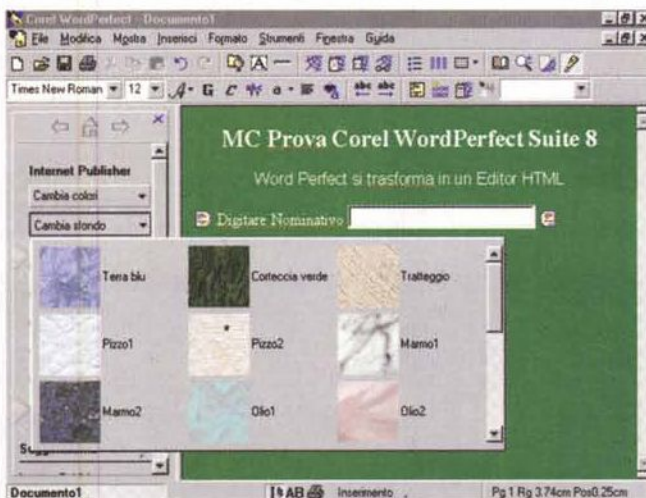 Corel WordPerfect - Documento1
File Modifica Mostra Inserisci Formato Strumenti Finestra Guida
Times New Roman 12 A G C a abc abc
Internet Publisher
Cambia colori
Cambia sfondo
MC Prova Corel WordPerfect Suite 8
Word Perfect si trasforma in un Editor HTML
Digitare Nominativo
Terra blu Corteccia verde Tratteggio
Pizzo1 Pizzo2 Marmo1
Marmo2 Olio1 Olio2
Documento1 AB Inserimento Pg 1 Rg 3.74cm Pos0.25cm